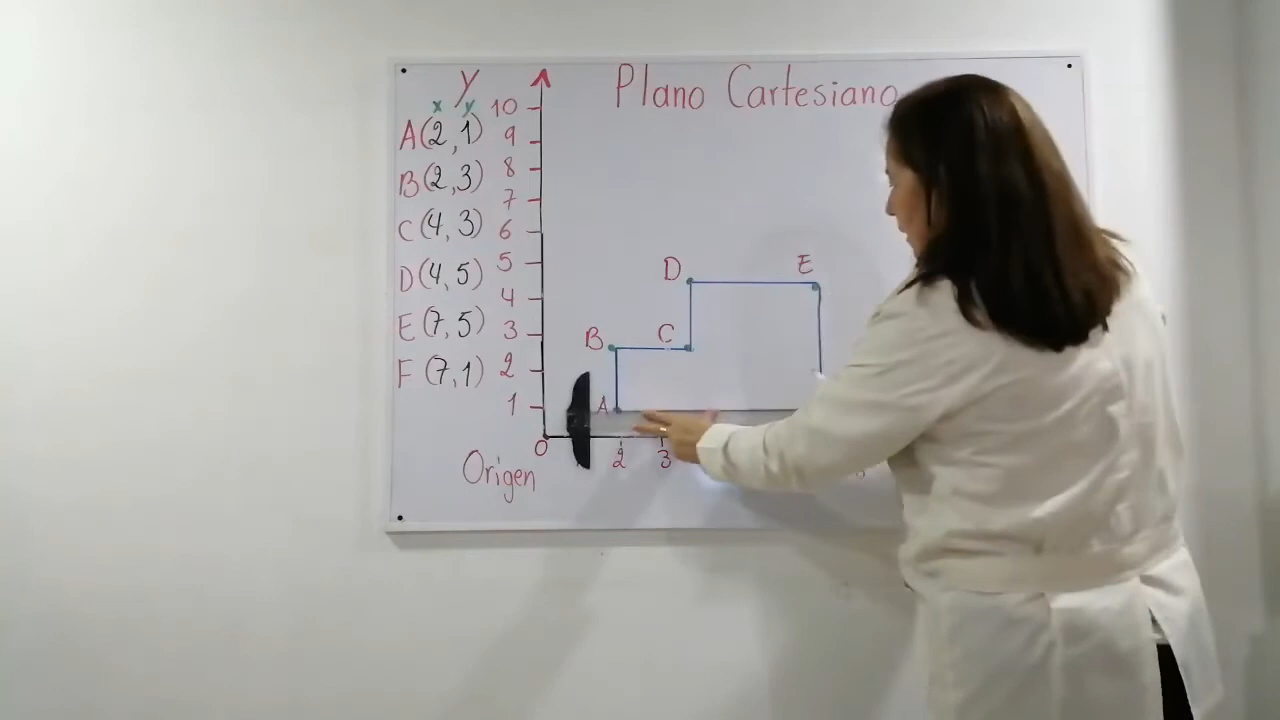 Plano Cartesiano
y
x y
A(2,1)
B(2,3)
C(4,3)
D(4,5)
E(7,5)
F(7,1)
10
9
8
7
6
5
4
3
2
1
D E
B C
A
0 2 3
Origen